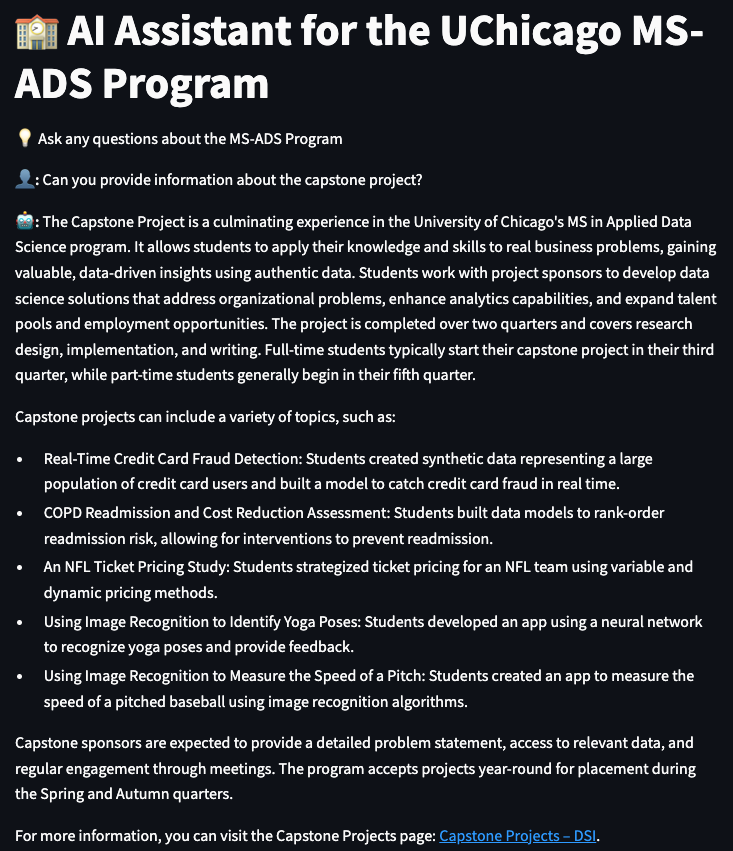 🏫 AI Assistant for the UChicago MS-
ADS Program
💡 Ask any questions about the MS-ADS Program
👤: Can you provide information about the capstone project?
🤖: The Capstone Project is a culminating experience in the University of Chicago's MS in Applied Data
Science program. It allows students to apply their knowledge and skills to real business problems, gaining
valuable, data-driven insights using authentic data. Students work with project sponsors to develop data
science solutions that address organizational problems, enhance analytics capabilities, and expand talent
pools and employment opportunities. The project is completed over two quarters and covers research
design, implementation, and writing. Full-time students typically start their capstone project in their third
quarter, while part-time students generally begin in their fifth quarter.
Capstone projects can include a variety of topics, such as:
• Real-Time Credit Card Fraud Detection: Students created synthetic data representing a large
population of credit card users and built a model to catch credit card fraud in real time.
• COPD Readmission and Cost Reduction Assessment: Students built data models to rank-order
readmission risk, allowing for interventions to prevent readmission.
• An NFL Ticket Pricing Study: Students strategized ticket pricing for an NFL team using variable and
dynamic pricing methods.
• Using Image Recognition to Identify Yoga Poses: Students developed an app using a neural network
to recognize yoga poses and provide feedback.
• Using Image Recognition to Measure the Speed of a Pitch: Students created an app to measure the
speed of a pitched baseball using image recognition algorithms.
Capstone sponsors are expected to provide a detailed problem statement, access to relevant data, and
regular engagement through meetings. The program accepts projects year-round for placement during
the Spring and Autumn quarters.
For more information, you can visit the Capstone Projects page: Capstone Projects – DSI.